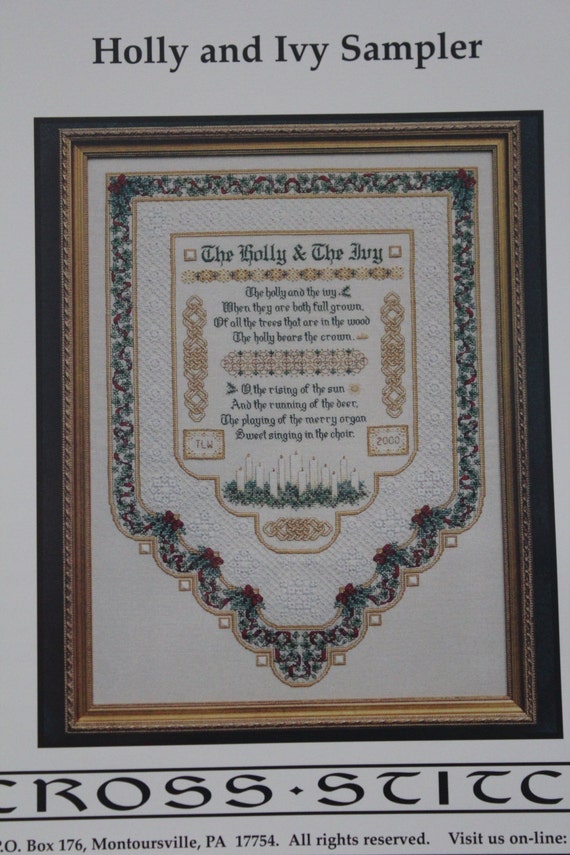 Holly and Ivy Sampler
The Holly & The Ivy
The holly and the ivy
When they are both full grown,
Of all the trees that are in the wood
The holly bears the crown.
O, the rising of the sun
And the running of the deer,
The playing of the merry organ
Sweet singing in the choir.
TLW 2000
CROSS·STITC
P.O. Box 176, Montoursville, PA 17754. All rights reserved. Visit us on-line: